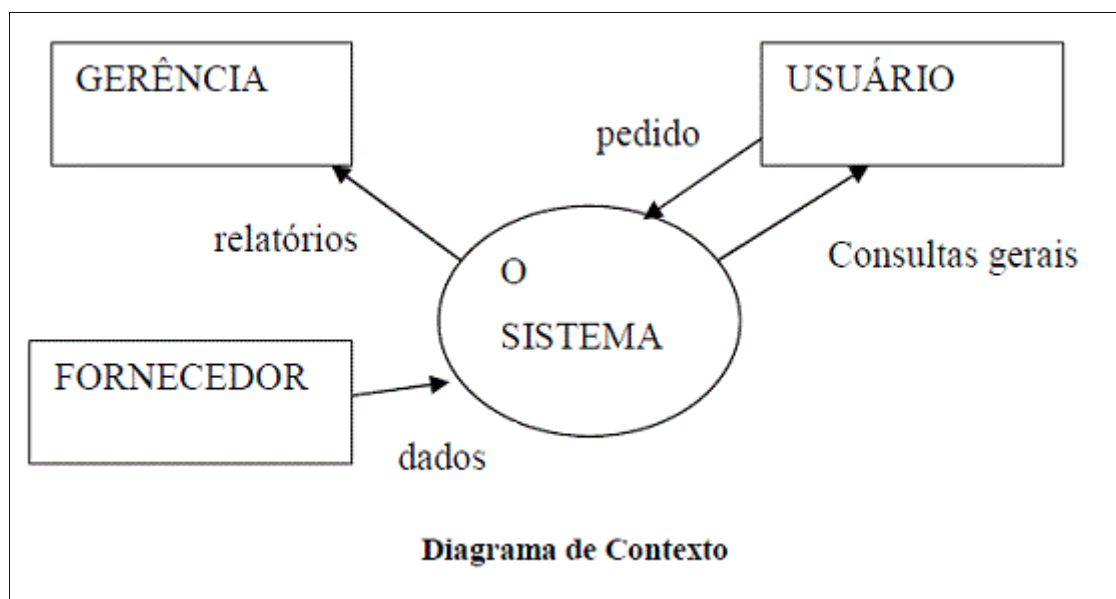 GERÊNCIA
USUÁRIO
pedido
relatórios
Consultas gerais
O
SISTEMA
FORNECEDOR
dados
Diagrama de Contexto